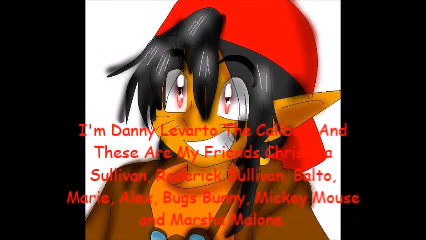 I'm Danny Levarto The Cat And
These Are My Friends
Sullivan, Roderick Sullivan, Balto,
Marie, Alex, Bugs Bunny, Mickey Mouse
and Marsha Malone.